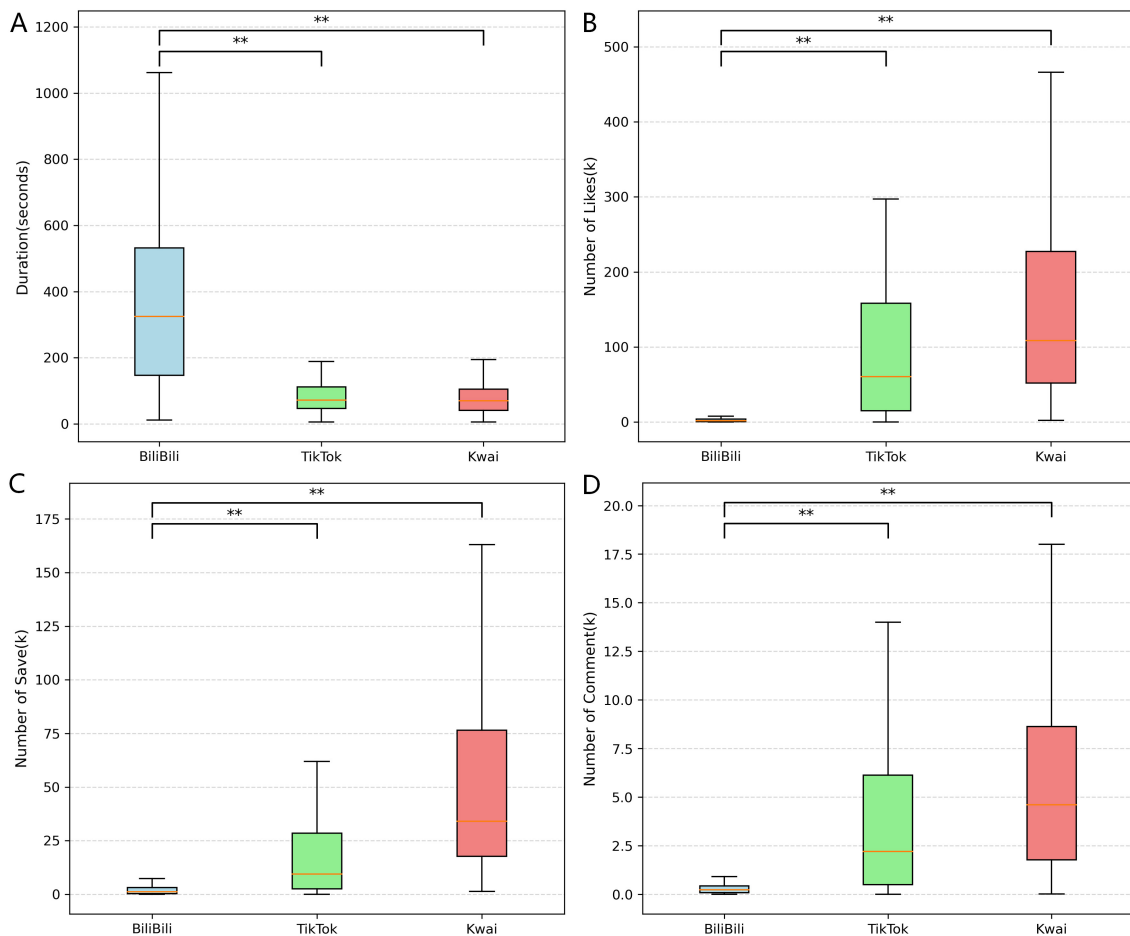 A
Duration(seconds)
1200
1000
800
600
400
200
0
**
**
BiliBili
TikTok
Kwai
B
Number of Likes(k)
500
400
300
200
100
0
**
**
BiliBili
TikTok
Kwai
C
Number of Save(k)
175
150
125
100
75
50
25
0
**
**
BiliBili
TikTok
Kwai
D
Number of Comment(k)
20.0
17.5
15.0
12.5
10.0
7.5
5.0
2.5
0.0
**
**
BiliBili
TikTok
Kwai